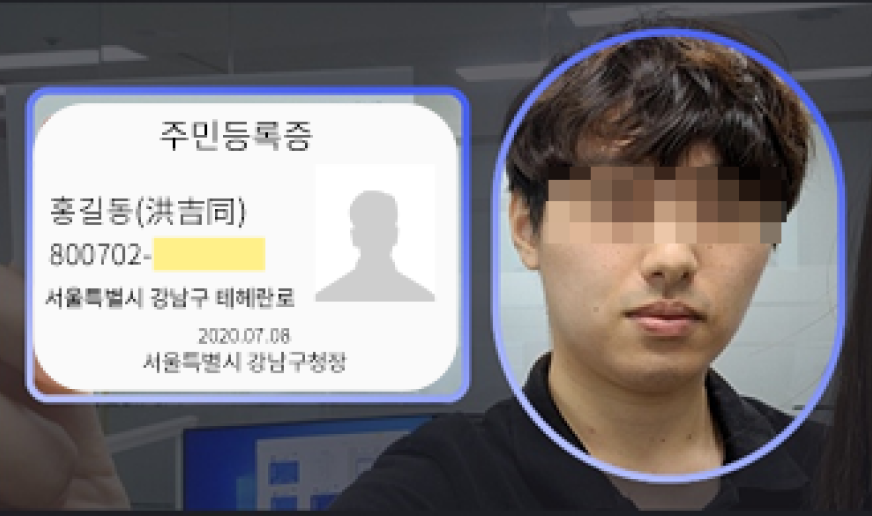 주민등록증
홍길동(洪吉同)
800702-
서울특별시 강남구 테헤란로
2020.07.08
서울특별시 강남구청장